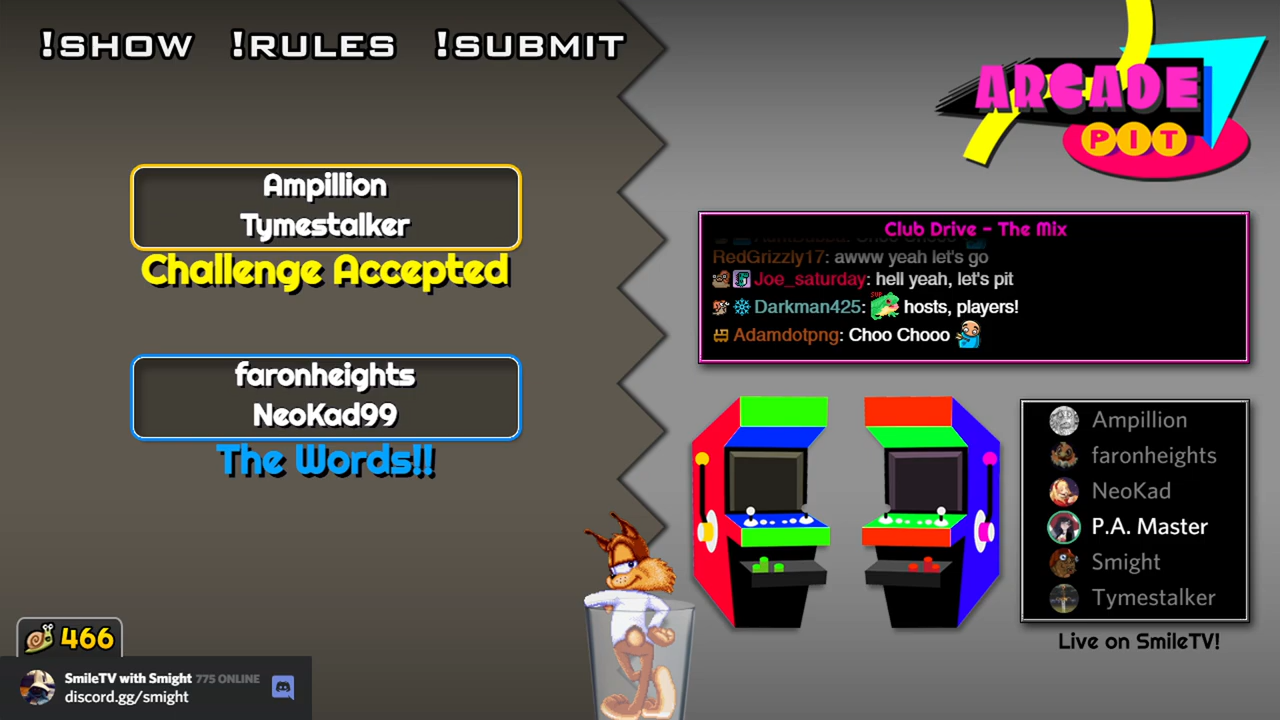 !SHOW !RULES !SUBMIT
ARCADE
PIT
Ampillion
Tymestalker
Challenge Accepted
faronheights
NeoKad99
The Words!!
Club Drive - The Mix
RedGrizzly17: awww yeah let's go
Joe_saturday: hell yeah, let's pit
Darkman425: SUP hosts, players!
Adamdotpng: Choo Chooo
Ampillion
faronheights
NeoKad
P.A. Master
Smight
Tymestalker
Live on SmileTV!
466
SmileTV with Smight 775 ONLINE
discord.gg/smight